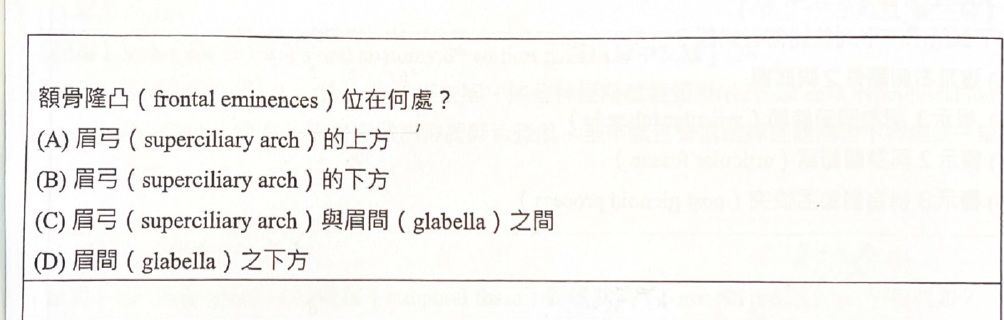 額骨隆凸（frontal eminences）位在何處？
(A) 眉弓（superciliary arch）的上方
(B) 眉弓（superciliary arch）的下方
(C) 眉弓（superciliary arch）與眉間（glabella）之間
(D) 眉間（glabella）之下方